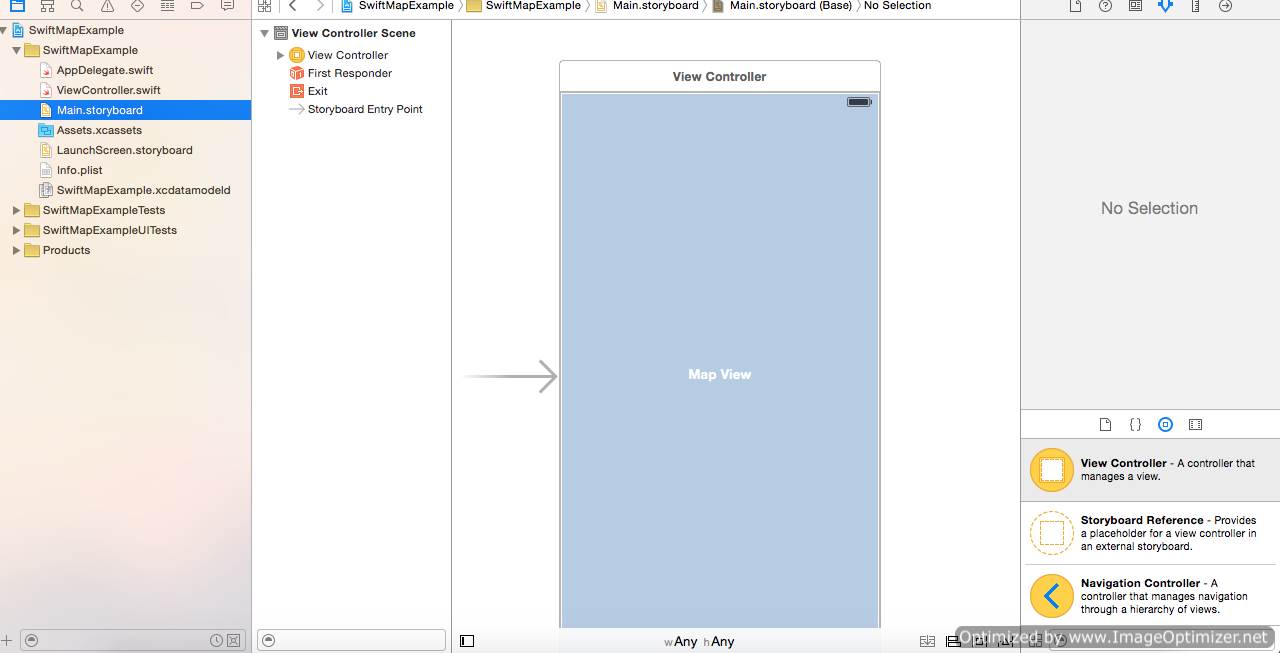 SwiftMapExample SwiftMapExample Main.storyboard Main.storyboard (Base) No Selection
SwiftMapExample
SwiftMapExample
AppDelegate.swift
ViewController.swift
Main.storyboard
Assets.xcassets
LaunchScreen.storyboard
Info.plist
SwiftMapExample.xcdatamodeld
SwiftMapExampleTests
SwiftMapExampleUITests
Products
View Controller Scene
View Controller
First Responder
Exit
Storyboard Entry Point
View Controller
Map View
wAny hAny
No Selection
View Controller - A controller that
manages a view.
Storyboard Reference - Provides
a placeholder for a view controller in
an external storyboard.
Navigation Controller - A
controller that manages navigation
through a hierarchy of views.
Optimized by www.ImageOptimizer.net